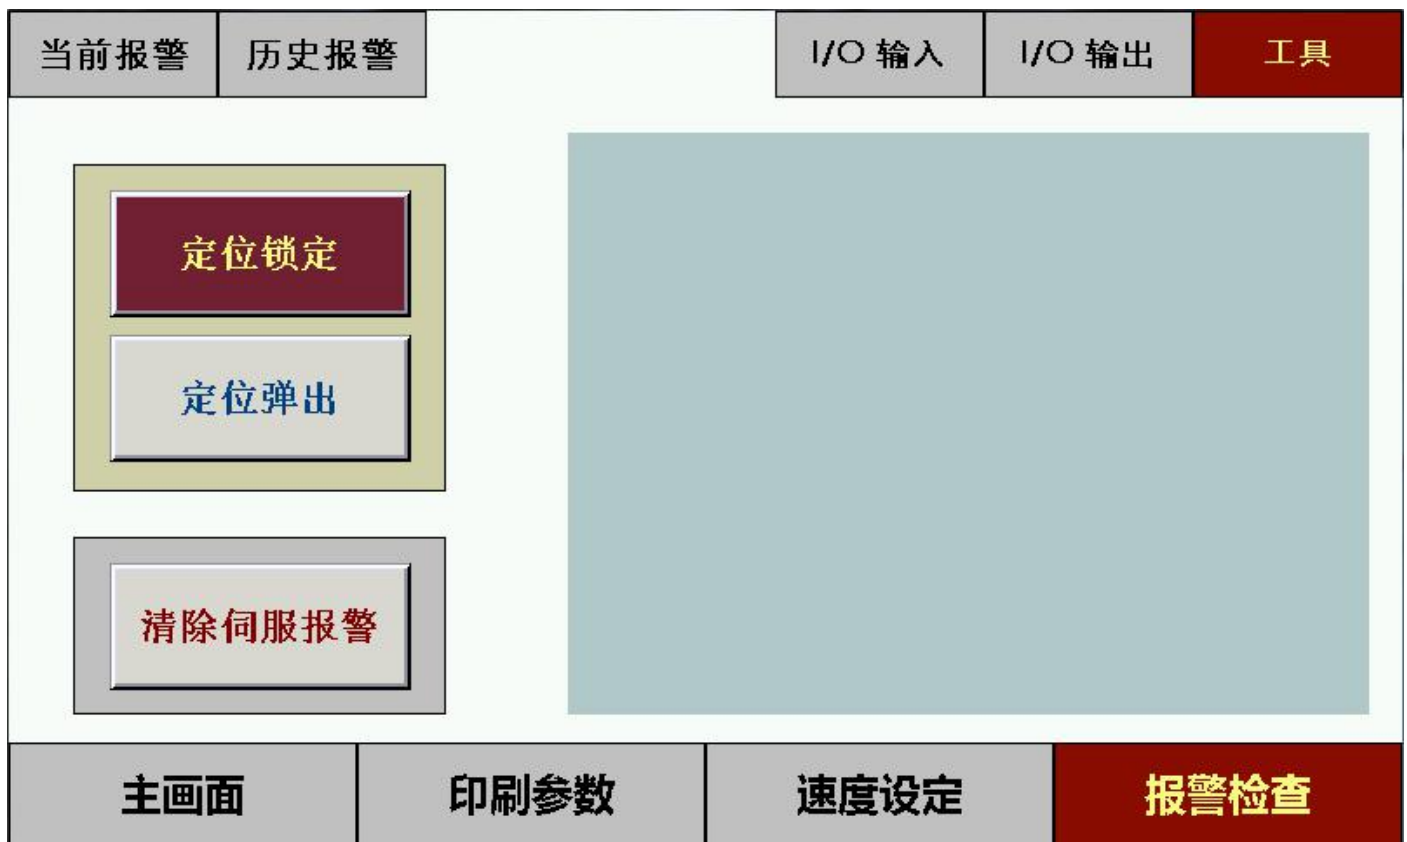 当前报警 历史报警 I/O 输入 I/O 输出 工具
定位锁定
定位弹出
清除伺服报警
主画面 印刷参数 速度设定 报警检查